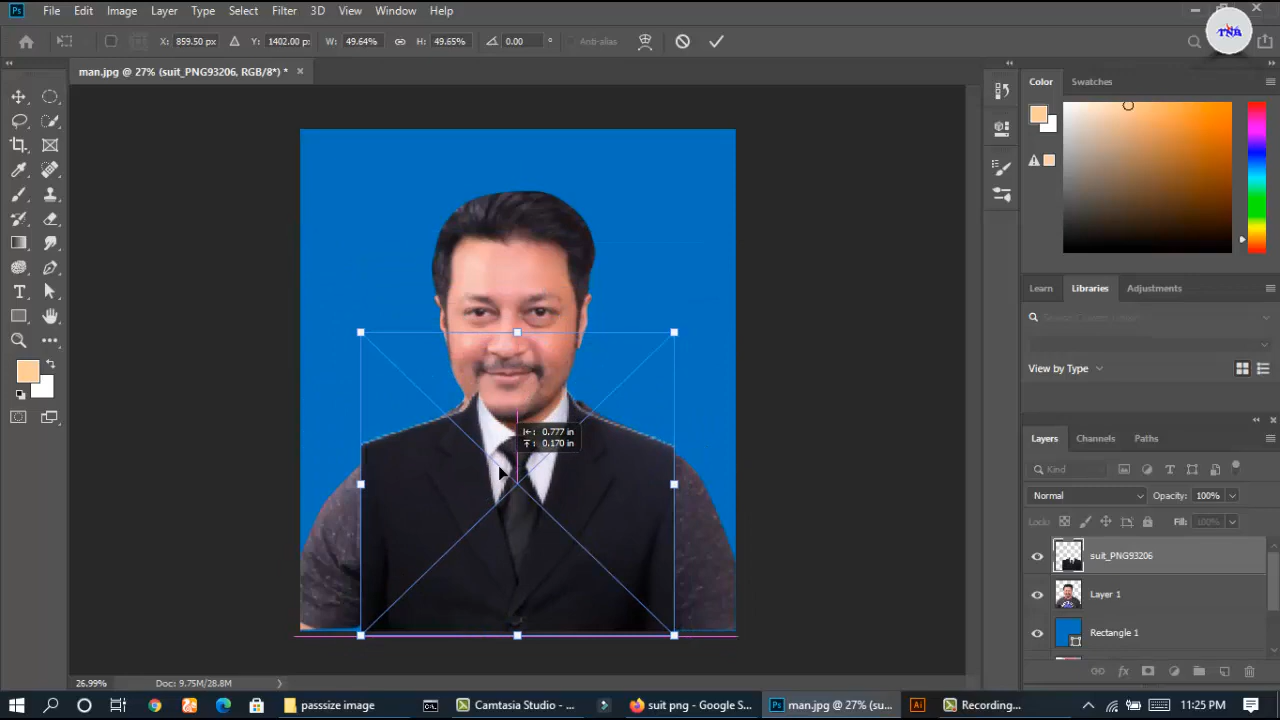 Ps File Edit Image Layer Type Select Filter 3D View Window Help
X: 859.50 px Y: 1402.00 px W: 49.64% H: 49.65% 0.00 ° Anti-alias
TNA
man.jpg @ 27% (suit_PNG93206, RGB/8*) * ×
Color Swatches
Learn Libraries Adjustments
View by Type
0.777 in
0.170 in
Layers Channels Paths
Kind
Normal Opacity: 100%
Lock: Fill: 100%
suit_PNG93206
Layer 1
Rectangle 1
26.99% Doc: 9.75M/28.8M
passsize image Camtasia Studio - ... suit png - Google S... Ps man.jpg @ 27% (su... Ai Recording... 11:25 PM